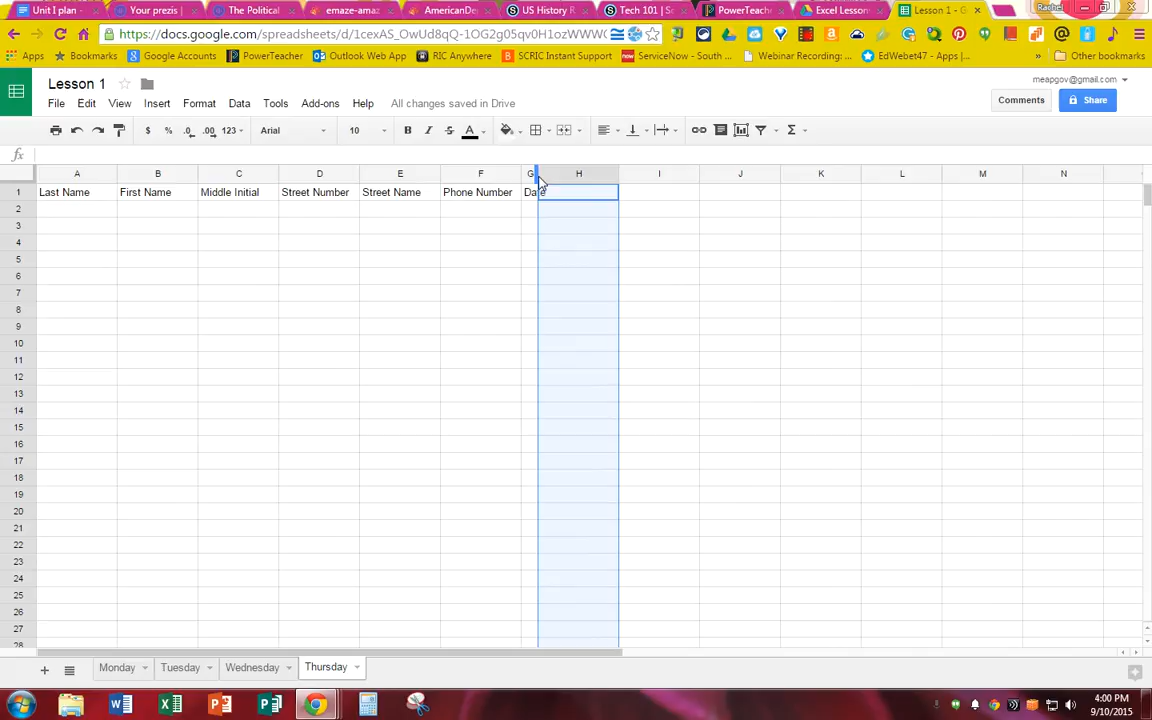 Unit I plan Your prezis The Political emaze-amaz AmericanDe US History R Tech 101 | Sc PowerTeache Excel Lesson Lesson 1 - G Rachel
https://docs.google.com/spreadsheets/d/1cexAS_OwUd8qQ-1OG2g05qv0H1ozWWW
Apps Bookmarks Google Accounts PowerTeacher Outlook Web App RIC Anywhere SCRIC Instant Support ServiceNow - South ... Webinar Recording: ... EdWebet47 - Apps |... » Other bookmarks
Lesson 1 meapgov@gmail.com
File Edit View Insert Format Data Tools Add-ons Help All changes saved in Drive Comments Share
$ % .0 .00 123 Arial 10 B I S A Σ
fx
A B C D E F G H I J K L M N
1 Last Name First Name Middle Initial Street Number Street Name Phone Number Date
2
3
4
5
6
7
8
9
10
11
12
13
14
15
16
17
18
19
20
21
22
23
24
25
26
27
28
+ Monday Tuesday Wednesday Thursday
4:00 PM
9/10/2015